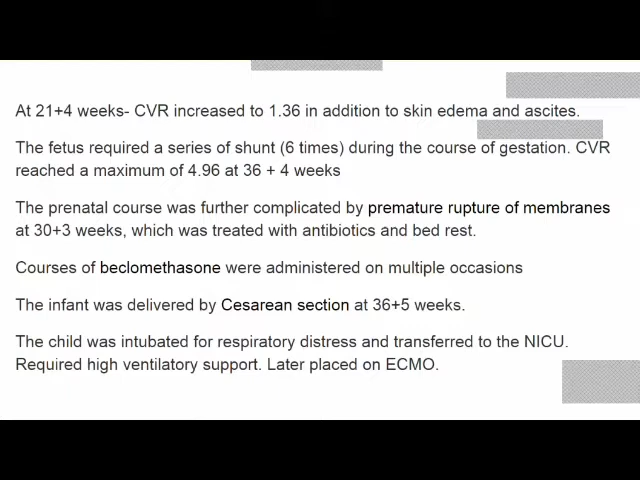 At 21+4 weeks- CVR increased to 1.36 in addition to skin edema and ascites.
The fetus required a series of shunt (6 times) during the course of gestation. CVR
reached a maximum of 4.96 at 36 + 4 weeks
The prenatal course was further complicated by premature rupture of membranes
at 30+3 weeks, which was treated with antibiotics and bed rest.
Courses of beclomethasone were administered on multiple occasions
The infant was delivered by Cesarean section at 36+5 weeks.
The child was intubated for respiratory distress and transferred to the NICU.
Required high ventilatory support. Later placed on ECMO.